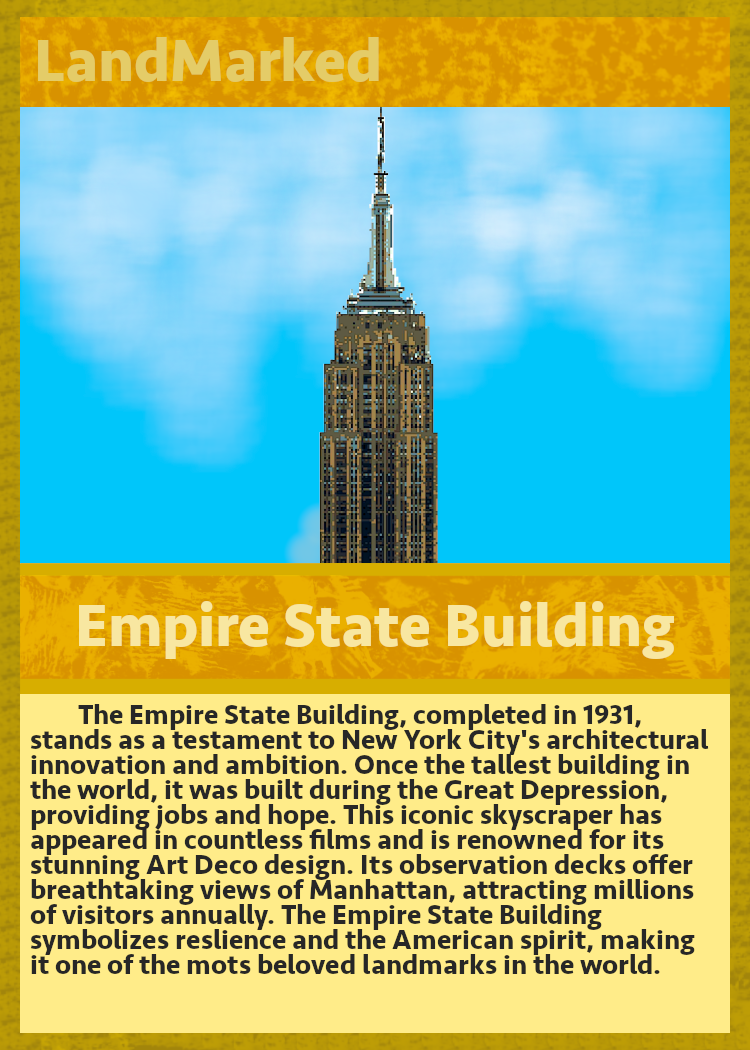 LandMarked
Empire State Building
The Empire State Building, completed in 1931,
stands as a testament to New York City's architectural
innovation and ambition. Once the tallest building in
the world, it was built during the Great Depression,
providing jobs and hope. This iconic skyscraper has
appeared in countless films and is renowned for its
stunning Art Deco design. Its observation decks offer
breathtaking views of Manhattan, attracting millions
of visitors annually. The Empire State Building
symbolizes reslience and the American spirit, making
it one of the mots beloved landmarks in the world.